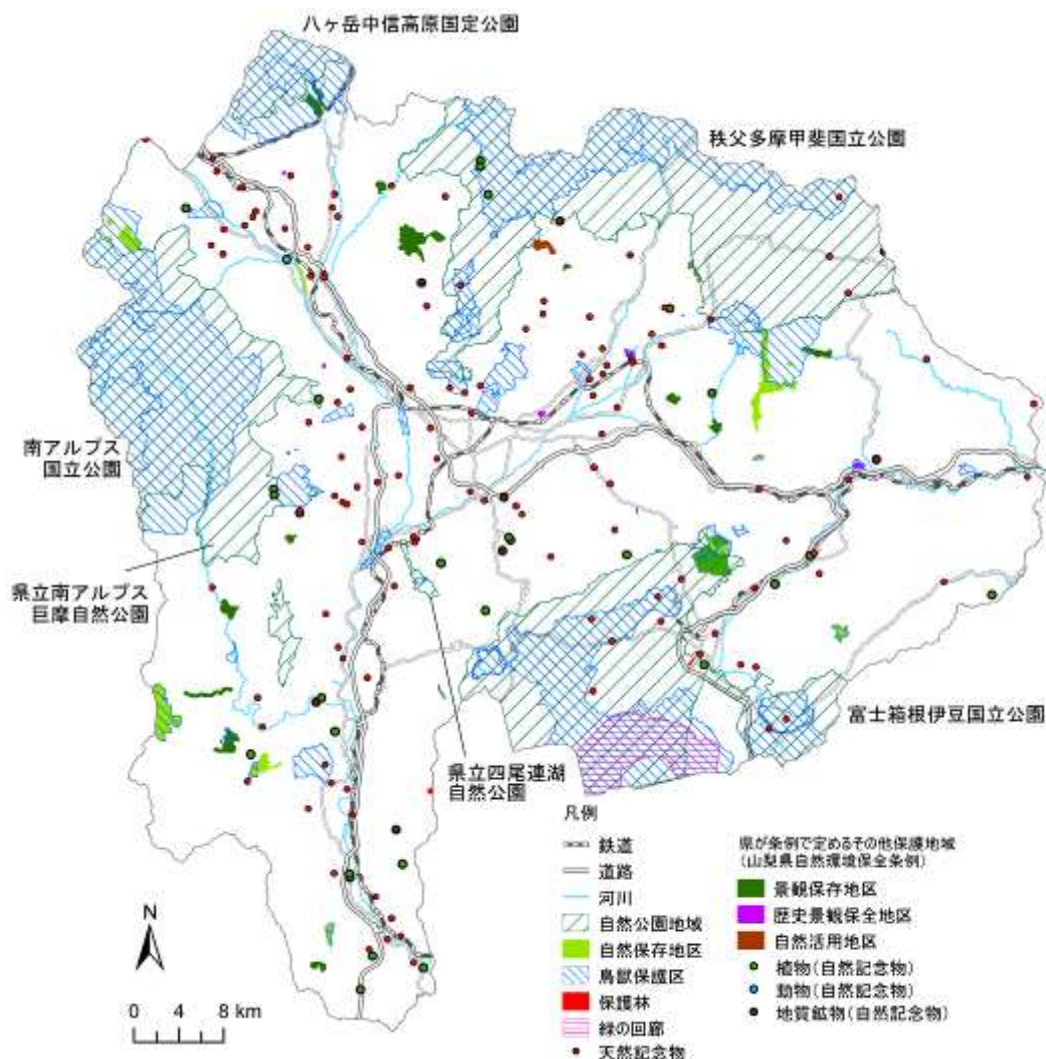 八ヶ岳中信高原国定公園
秩父多摩甲斐国立公園
南アルプス
国立公園
県立南アルプス
巨摩自然公園
富士箱根伊豆国立公園
県立四尾連湖
自然公園
凡例
鉄道
道路
河川
自然公園地域
自然保存地区
鳥獣保護区
保護林
緑の回廊
天然記念物
県が条例で定めるその他保護地域
(山梨県自然環境保全条例)
景観保存地区
歴史景観保全地区
自然活用地区
植物(自然記念物)
動物(自然記念物)
地質鉱物(自然記念物)
N
0 4 8 km